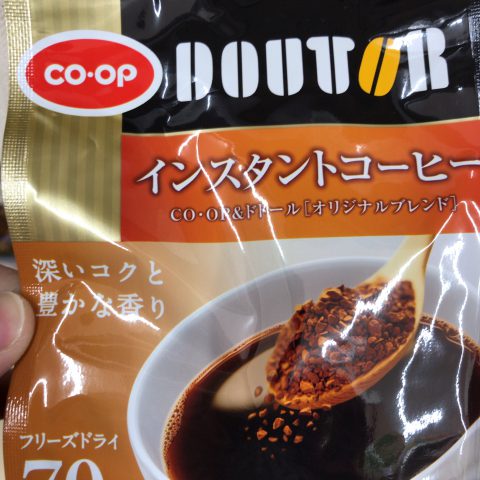 CO·OP
DOUTOR
インスタントコーヒー
CO・OP&ドトール[オリジナルブレンド]
深いコクと
豊かな香り
フリーズドライ
70